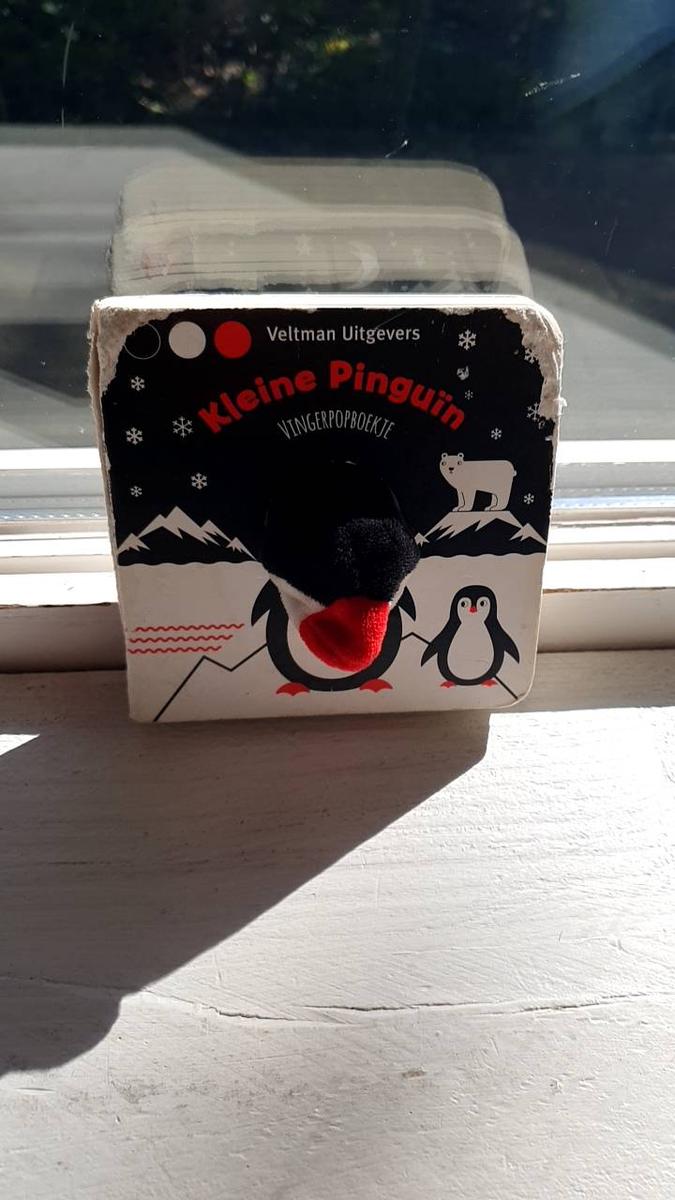 Veltman Uitgevers
Kleine Pinguïn
VINGERPOPBOEKJE